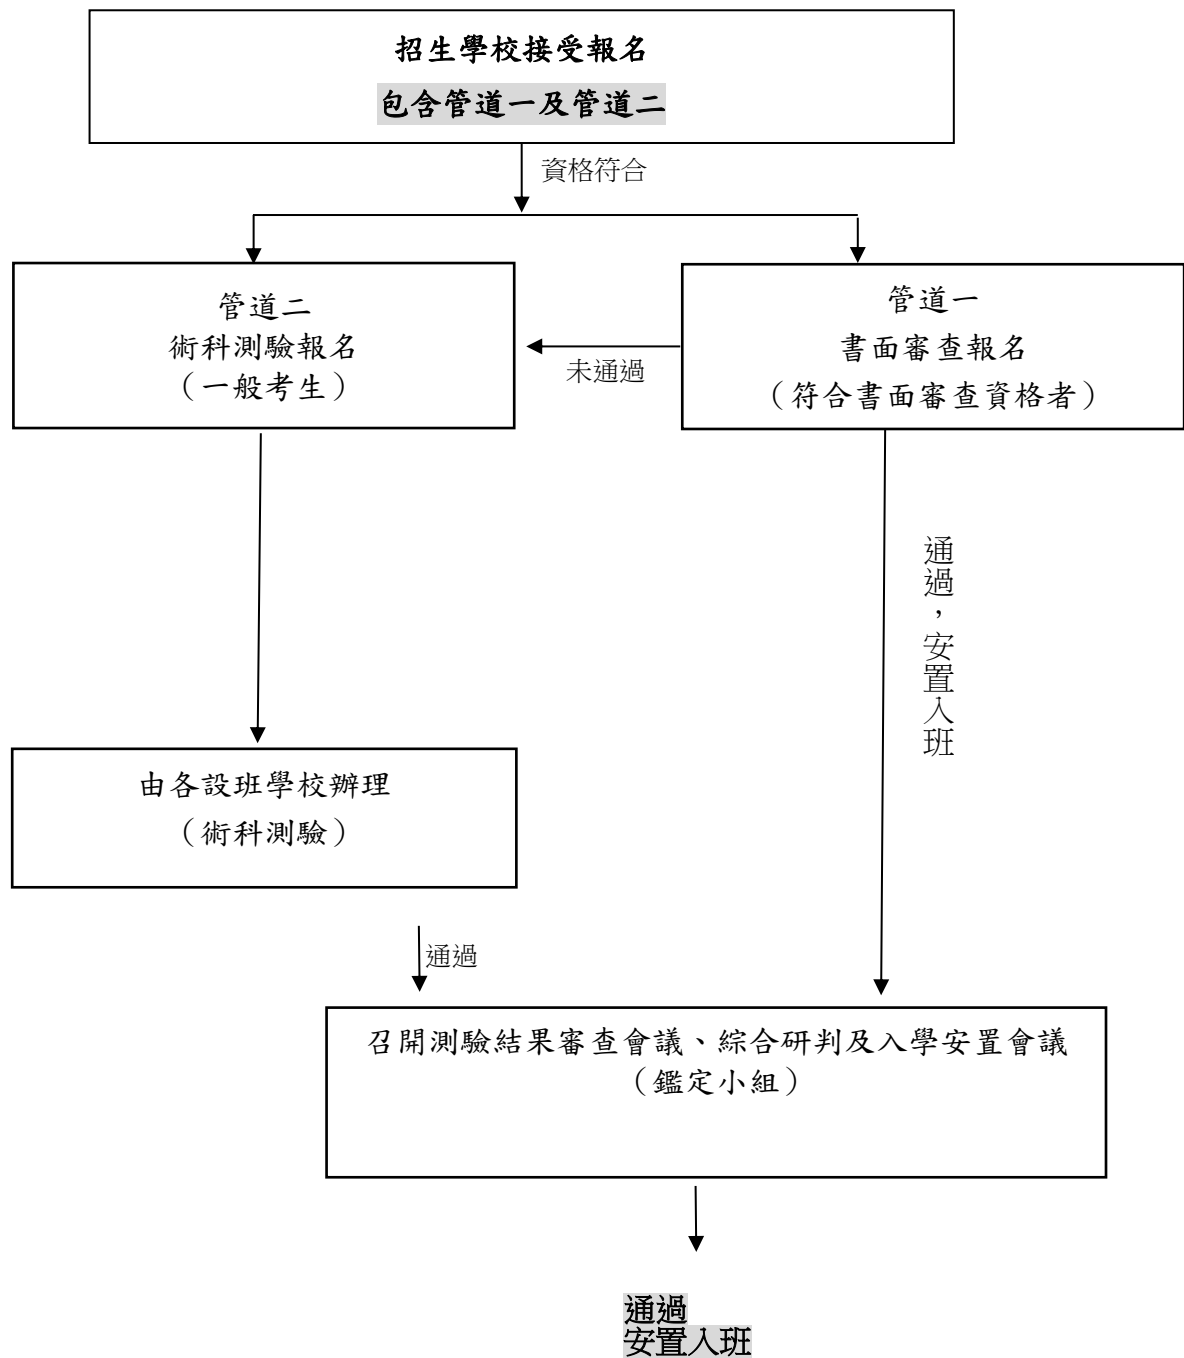 招生學校接受報名
包含管道一及管道二
資格符合
管道二
術科測驗報名
（一般考生）
未通過
管道一
書面審查報名
（符合書面審查資格者）
通過，安置入班
由各設班學校辦理
（術科測驗）
通過
召開測驗結果審查會議、綜合研判及入學安置會議
（鑑定小組）
通過
安置入班